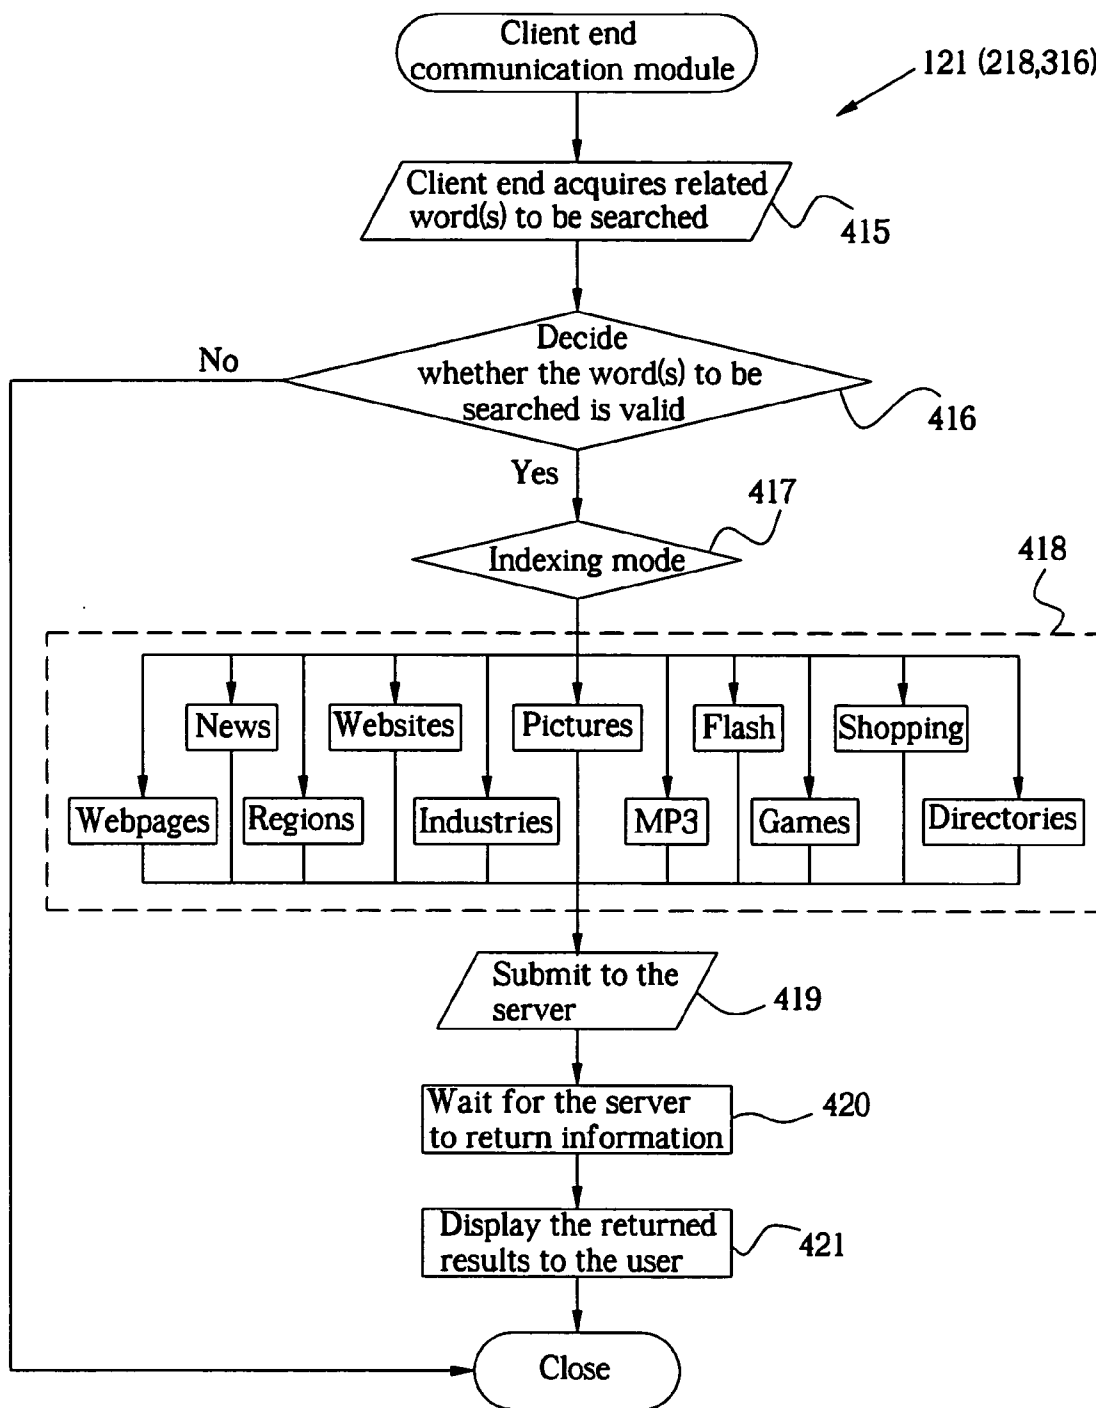 Client end
communication module
121 (218,316)
Client end acquires related
word(s) to be searched
415
Decide
whether the word(s) to be
searched is valid
No
416
Yes
417
Indexing mode
418
News
Websites
Pictures
Flash
Shopping
Webpages
Regions
Industries
MP3
Games
Directories
Submit to the
server
419
Wait for the server
to return information
420
Display the returned
results to the user
421
Close